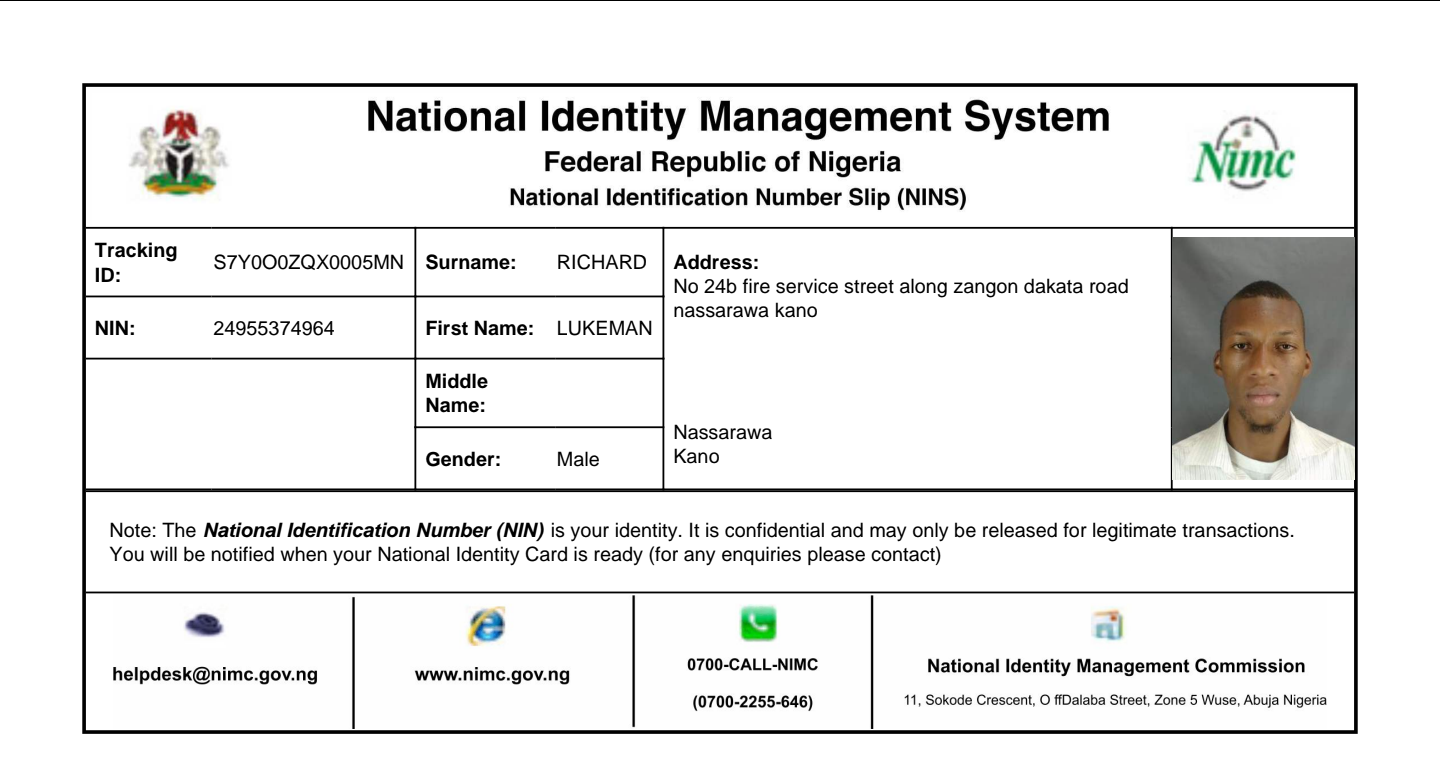 National Identity Management System
Federal Republic of Nigeria
National Identification Number Slip (NINS)
Nimc
Tracking
ID:
S7Y0O0ZQX0005MN
Surname:
RICHARD
Address:
No 24b fire service street along zangon dakata road
nassarawa kano
NIN:
24955374964
First Name:
LUKEMAN
Middle
Name:
Gender:
Male
Nassarawa
Kano
Note: The National Identification Number (NIN) is your identity. It is confidential and may only be released for legitimate transactions.
You will be notified when your National Identity Card is ready (for any enquiries please contact)
helpdesk@nimc.gov.ng
www.nimc.gov.ng
0700-CALL-NIMC
(0700-2255-646)
National Identity Management Commission
11, Sokode Crescent, O ffDalaba Street, Zone 5 Wuse, Abuja Nigeria